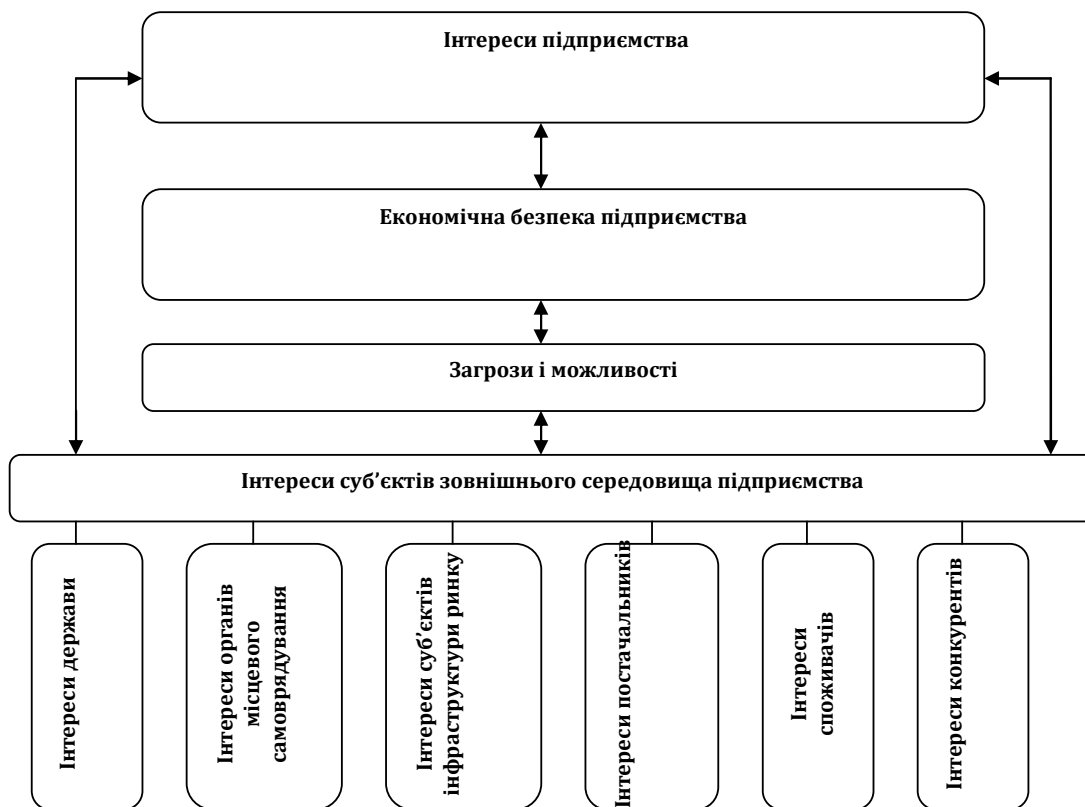 Інтереси підприємства
Економічна безпека підприємства
Загрози і можливості
Інтереси суб’єктів зовнішнього середовища підприємства
Інтереси держави
Інтереси органів
місцевого
самоврядування
Інтереси суб’єктів
інфраструктури ринку
Інтереси постачальників
Інтереси
споживачів
Інтереси конкурентів